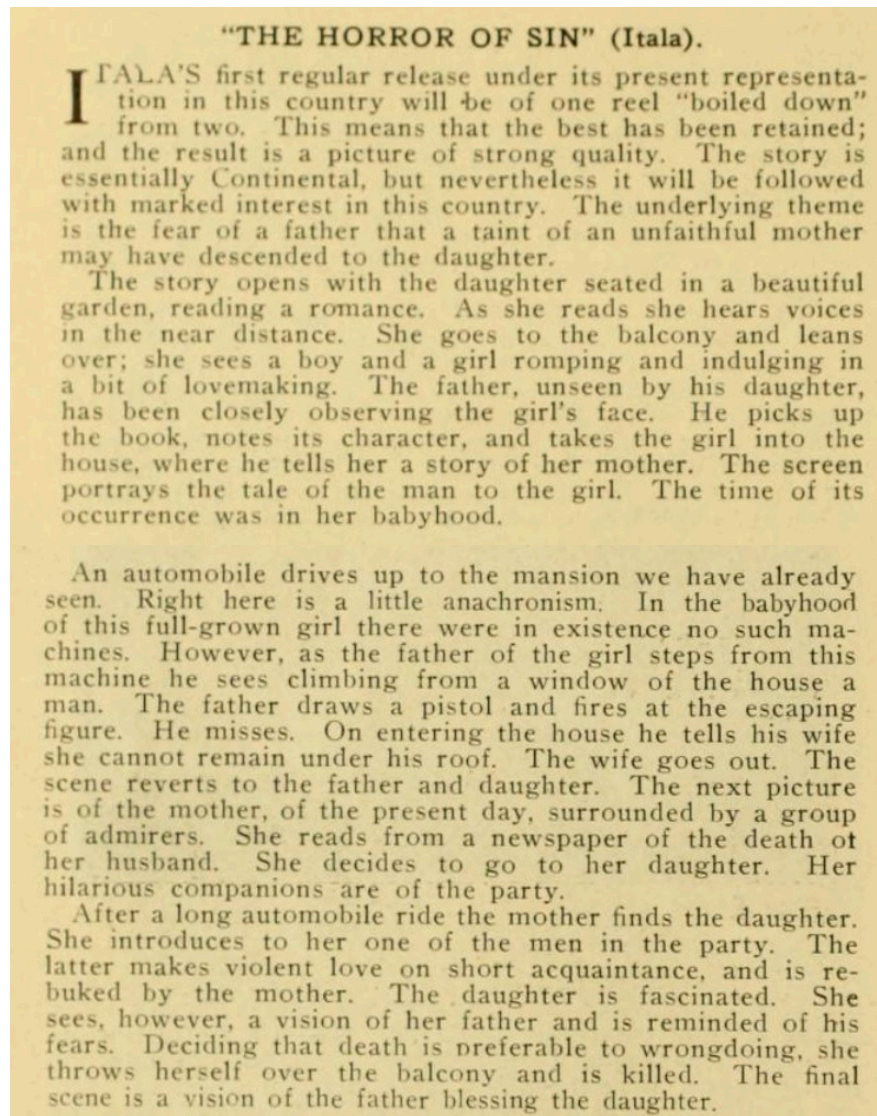 "THE HORROR OF SIN" (Itala).
ITALA'S first regular release under its present representa-
tion in this country will be of one reel "boiled down"
from two. This means that the best has been retained;
and the result is a picture of strong quality. The story is
essentially Continental, but nevertheless it will be followed
with marked interest in this country. The underlying theme
is the fear of a father that a taint of an unfaithful mother
may have descended to the daughter.
The story opens with the daughter seated in a beautiful
garden, reading a romance. As she reads she hears voices
in the near distance. She goes to the balcony and leans
over; she sees a boy and a girl romping and indulging in
a bit of lovemaking. The father, unseen by his daughter,
has been closely observing the girl's face. He picks up
the book, notes its character, and takes the girl into the
house, where he tells her a story of her mother. The screen
portrays the tale of the man to the girl. The time of its
occurrence was in her babyhood.
An automobile drives up to the mansion we have already
seen. Right here is a little anachronism. In the babyhood
of this full-grown girl there were in existence no such ma-
chines. However, as the father of the girl steps from this
machine he sees climbing from a window of the house a
man. The father draws a pistol and fires at the escaping
figure. He misses. On entering the house he tells his wife
she cannot remain under his roof. The wife goes out. The
scene reverts to the father and daughter. The next picture
is of the mother, of the present day, surrounded by a group
of admirers. She reads from a newspaper of the death of
her husband. She decides to go to her daughter. Her
hilarious companions are of the party.
After a long automobile ride the mother finds the daughter.
She introduces to her one of the men in the party. The
latter makes violent love on short acquaintance, and is re-
buked by the mother. The daughter is fascinated. She
sees, however, a vision of her father and is reminded of his
fears. Deciding that death is preferable to wrongdoing, she
throws herself over the balcony and is killed. The final
scene is a vision of the father blessing the daughter.